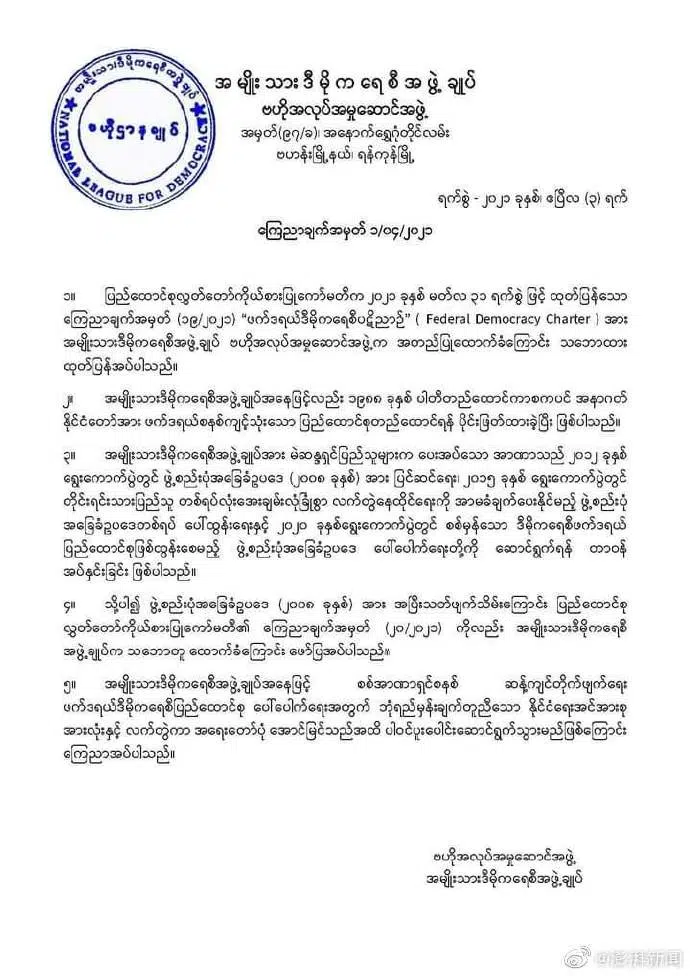 အမျိုးသားဒီမိုကရေစီအဖွဲ့ချုပ်
ဗဟိုဌာနချုပ်
NATIONAL LEAGUE FOR DEMOCRACY
အမျိုးသားဒီမိုကရေစီအဖွဲ့ချုပ်
ဗဟိုအလုပ်အမှုဆောင်အဖွဲ့
အမှတ်(၉၇/ခ)၊ အနောက်ရွှေဂုံတိုင်လမ်း
ဗဟန်းမြို့နယ်၊ ရန်ကုန်မြို့
ရက်စွဲ - ၂၀၂၁ ခုနှစ်၊ ဧပြီလ (၃) ရက်
ကြေညာချက်အမှတ် ၁/၀၄/၂၀၂၁
၁။ ပြည်ထောင်စုလွှတ်တော်ကိုယ်စားပြုကော်မတီက ၂၀၂၁ ခုနှစ် မတ်လ ၃၁ ရက်စွဲ ဖြင့် ထုတ်ပြန်သော
ကြေညာချက်အမှတ် (၁၉/၂၀၂၁) “ဖက်ဒရယ်ဒီမိုကရေစီပဋိညာဉ်” ( Federal Democracy Charter ) အား
အမျိုးသားဒီမိုကရေစီအဖွဲ့ချုပ် ဗဟိုအလုပ်အမှုဆောင်အဖွဲ့က အတည်ပြုထောက်ခံကြောင်း သဘောထား
ထုတ်ပြန်အပ်ပါသည်။
၂။ အမျိုးသားဒီမိုကရေစီအဖွဲ့ချုပ်အနေဖြင့်လည်း ၁၉၈၈ ခုနှစ် ပါတီတည်ထောင်ကာစကပင် အနာဂတ်
နိုင်ငံတော်အား ဖက်ဒရယ်စနစ်ကျင့်သုံးသော ပြည်ထောင်စုတည်ထောင်ရန် ပိုင်းဖြတ်ထားခဲ့ပြီး ဖြစ်ပါသည်။
၃။ အမျိုးသားဒီမိုကရေစီအဖွဲ့ချုပ်အား မဲဆန္ဒရှင်ပြည်သူများက ပေးအပ်သော အာဏာသည် ၂၀၁၂ ခုနှစ်
ရွေးကောက်ပွဲတွင် ဖွဲ့စည်းပုံအခြေခံဥပဒေ (၂၀၀၈ ခုနှစ်) အား ပြင်ဆင်ရေး၊ ၂၀၁၅ ခုနှစ် ရွေးကောက်ပွဲတွင်
တိုင်းရင်းသားပြည်သူ တစ်ရပ်လုံးအေးချမ်းလုံခြုံစွာ လက်တွဲနေထိုင်ရေးကို အာမခံချက်ပေးနိုင်မည့် ဖွဲ့စည်းပုံ
အခြေခံဥပဒေတစ်ရပ် ပေါ်ထွန်းရေးနှင့် ၂၀၂၀ ခုနှစ်ရွေးကောက်ပွဲတွင် စစ်မှန်သော ဒီမိုကရေစီဖက်ဒရယ်
ပြည်ထောင်စုဖြစ်ထွန်းစေမည့် ဖွဲ့စည်းပုံအခြေခံဥပဒေ ပေါ်ပေါက်ရေးတို့ကို ဆောင်ရွက်ရန် တာဝန်
အပ်နှင်းခြင်း ဖြစ်ပါသည်။
၄။ သို့ပါ၍ ဖွဲ့စည်းပုံအခြေခံဥပဒေ (၂၀၀၈ ခုနှစ်) အား အပြီးသတ်ဖျက်သိမ်းကြောင်း ပြည်ထောင်စု
လွှတ်တော်ကိုယ်စားပြုကော်မတီ၏ ကြေညာချက်အမှတ် (၂၀/၂၀၂၁) ကိုလည်း အမျိုးသားဒီမိုကရေစီ
အဖွဲ့ချုပ်က သဘောတူ ထောက်ခံကြောင်း ဖော်ပြအပ်ပါသည်။
၅။ အမျိုးသားဒီမိုကရေစီအဖွဲ့ချုပ်အနေဖြင့် စစ်အာဏာရှင်စနစ် ဆန့်ကျင်တိုက်ဖျက်ရေး
ဖက်ဒရယ်ဒီမိုကရေစီပြည်ထောင်စု ပေါ်ပေါက်ရေးအတွက် ဘုံရည်မှန်းချက်တူညီသော နိုင်ငံရေးအင်အားစု
အားလုံးနှင့် လက်တွဲကာ အရေးတော်ပုံ အောင်မြင်သည်အထိ ပါဝင်ပူးပေါင်းဆောင်ရွက်သွားမည်ဖြစ်ကြောင်း
ကြေညာအပ်ပါသည်။
ဗဟိုအလုပ်အမှုဆောင်အဖွဲ့
အမျိုးသားဒီမိုကရေစီအဖွဲ့ချုပ်
@澎湃新闻